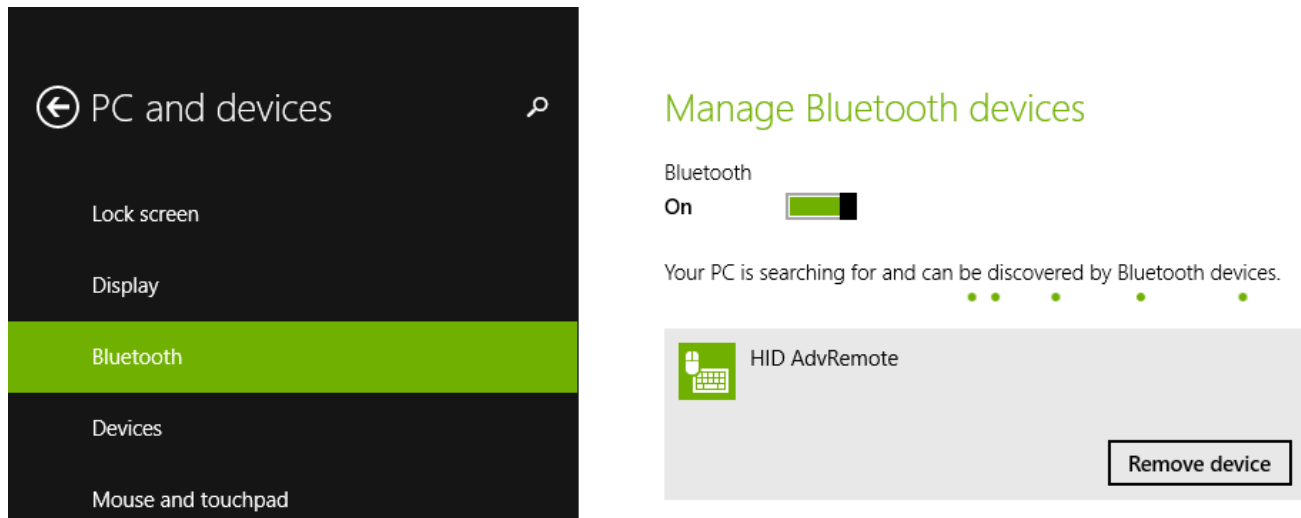 PC and devices
Lock screen
Display
Bluetooth
Devices
Mouse and touchpad
Manage Bluetooth devices
Bluetooth
On
Your PC is searching for and can be discovered by Bluetooth devices.
HID AdvRemote
Remove device